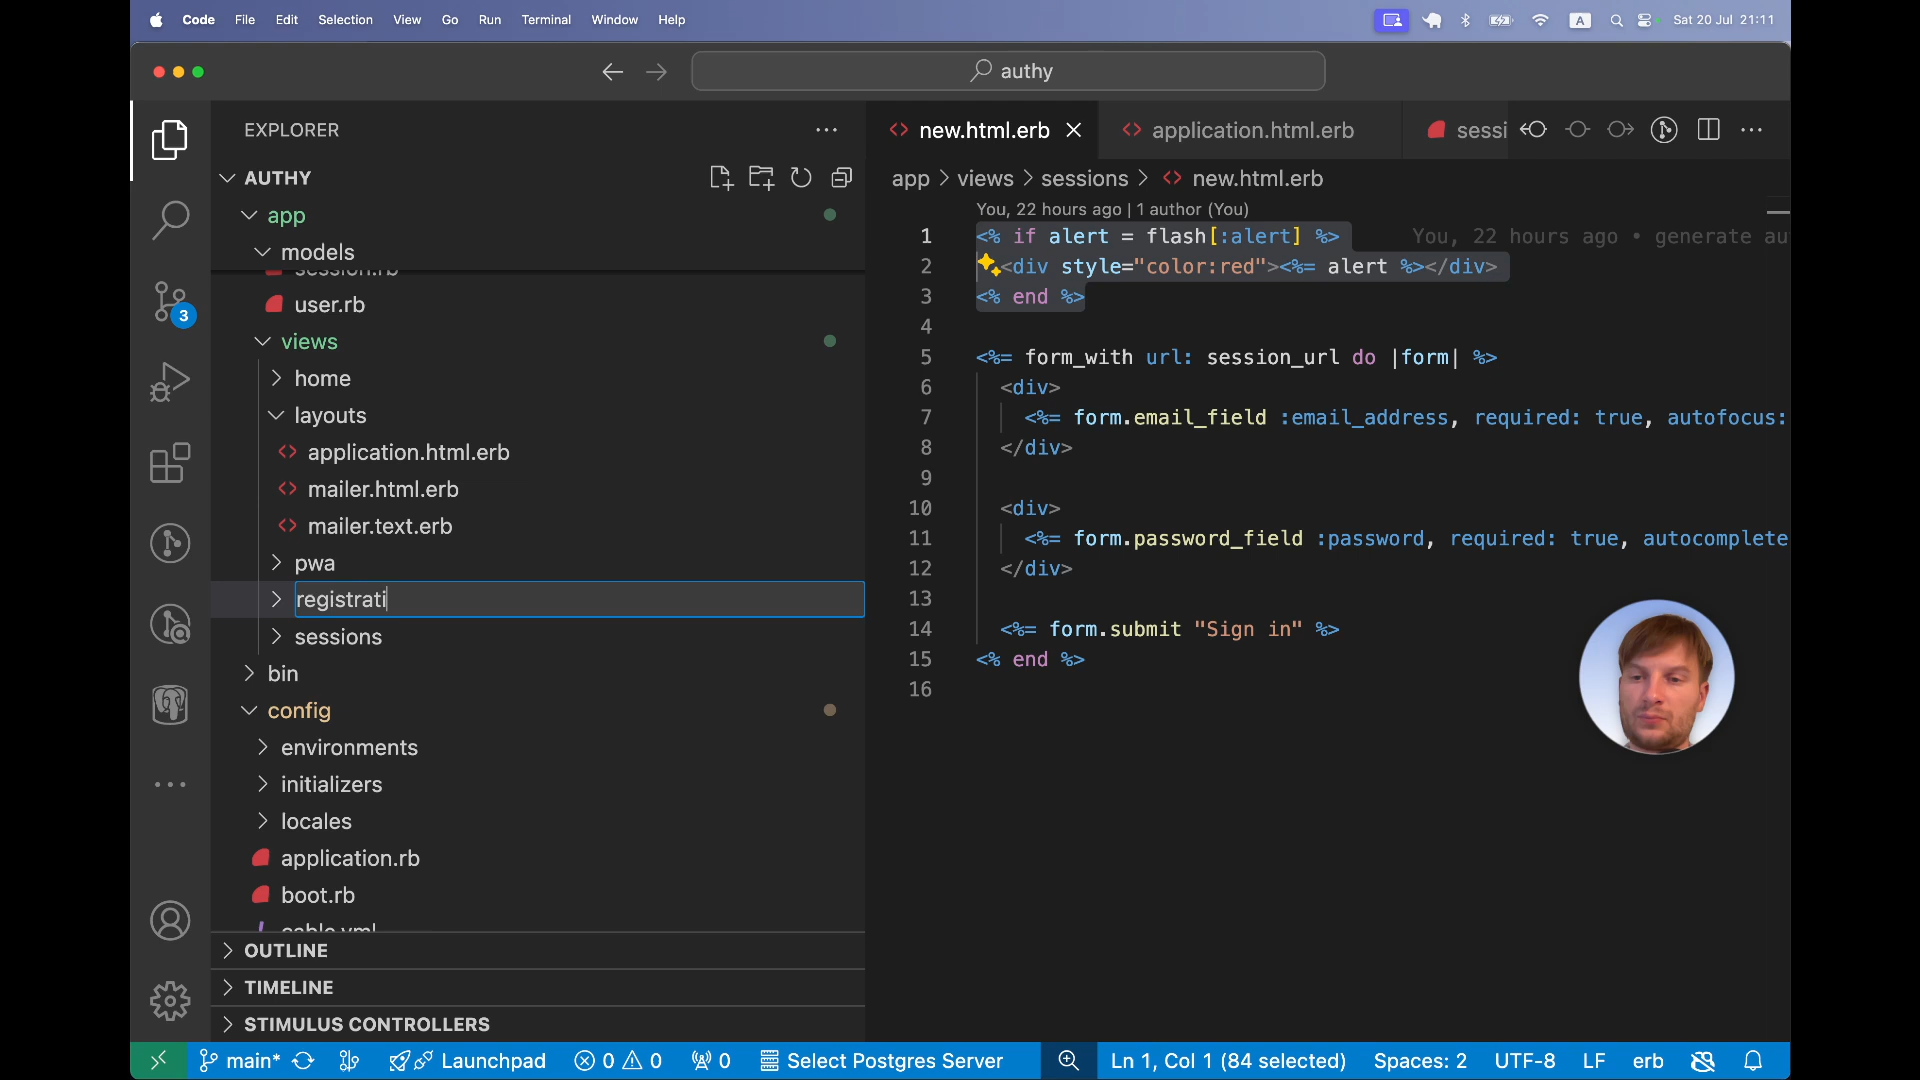 Code File Edit Selection View Go Run Terminal Window Help
A Sat 20 Jul 21:11
authy
EXPLORER
new.html.erb application.html.erb sessi
AUTHY
app > views > sessions > new.html.erb
app
models
session.rb
user.rb
views
home
layouts
application.html.erb
mailer.html.erb
mailer.text.erb
pwa
registrati
sessions
bin
config
environments
initializers
locales
application.rb
boot.rb
cable.yml
OUTLINE
TIMELINE
STIMULUS CONTROLLERS
3
You, 22 hours ago | 1 author (You)
1 <% if alert = flash[:alert] %> You, 22 hours ago • generate au
2 <div style="color:red"><%= alert %></div>
3 <% end %>
4
5 <%= form_with url: session_url do |form| %>
6 <div>
7 <%= form.email_field :email_address, required: true, autofocus:
8 </div>
9
10 <div>
11 <%= form.password_field :password, required: true, autocomplete
12 </div>
13
14 <%= form.submit "Sign in" %>
15 <% end %>
16
main* Launchpad 0 0 0 Select Postgres Server Ln 1, Col 1 (84 selected) Spaces: 2 UTF-8 LF erb